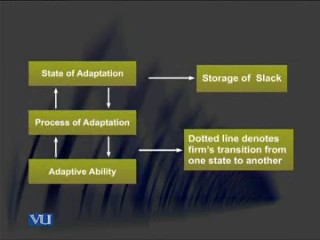 State of Adaptation
Storage of Slack
Process of Adaptation
Dotted line denotes
firm's transition from
one state to another
Adaptive Ability
VU